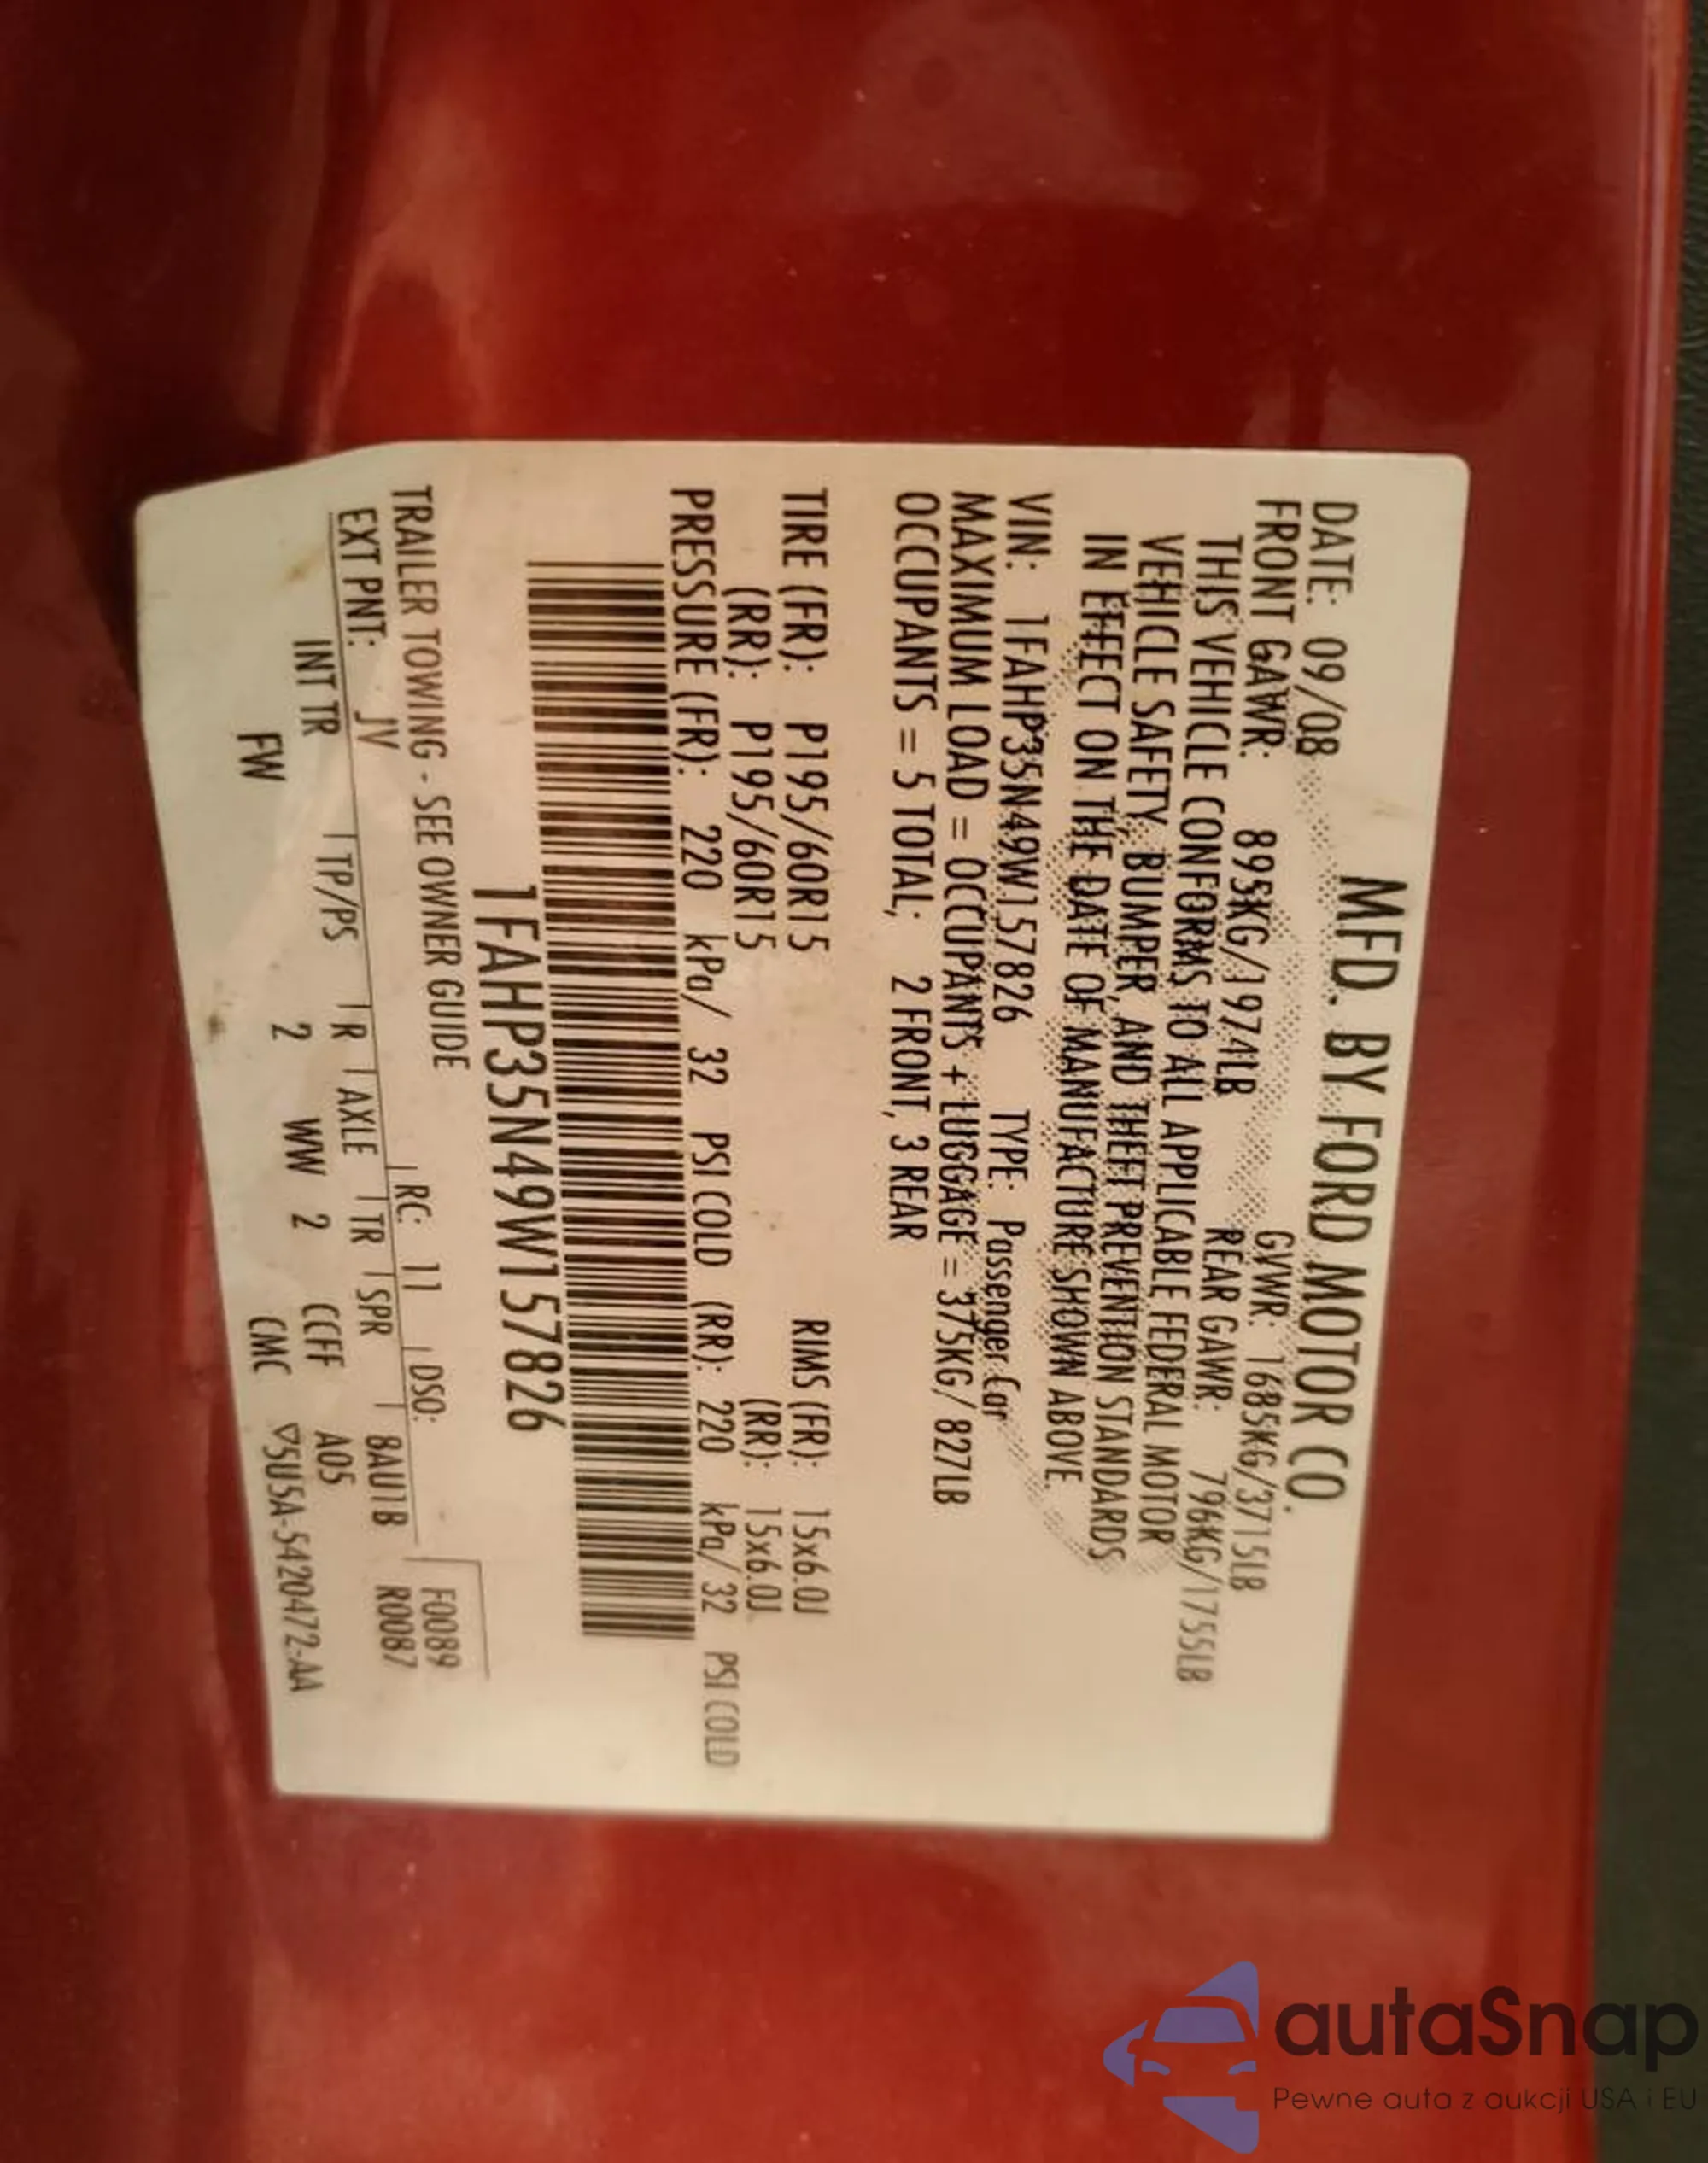 MFD. BY FORD MOTOR CO.
DATE: 09/08 GVWR: 1685KG/3715LB
FRONT GAWR: 895KG/1974LB REAR GAWR: 796KG/1755LB
THIS VEHICLE CONFORMS TO ALL APPLICABLE FEDERAL MOTOR
VEHICLE SAFETY, BUMPER, AND THEFT PREVENTION STANDARDS
IN EFFECT ON THE DATE OF MANUFACTURE SHOWN ABOVE.
VIN: 1FAHP35N49W157826 TYPE: Passenger Car
MAXIMUM LOAD = OCCUPANTS + LUGGAGE = 375KG/ 827LB
OCCUPANTS = 5 TOTAL; 2 FRONT, 3 REAR
TIRE (FR): P195/60R15 RIMS (FR): 15x6.0J
(RR): P195/60R15 (RR): 15x6.0J
PRESSURE (FR): 220 kPa/ 32 PSI COLD (RR): 220 kPa/ 32 PSI COLD
1FAHP35N49W157826
F0089
TRAILER TOWING - SEE OWNER GUIDE RC: 11 DSO: R0087
EXT PNT: JV 8AU1B
INT TR TP/PS R AXLE TR SPR
FW 2 WW 2 CCFF A05
CMC ▽5U5A-5420472-AA
autaSnap
Pewne auta z aukcji USA i EU